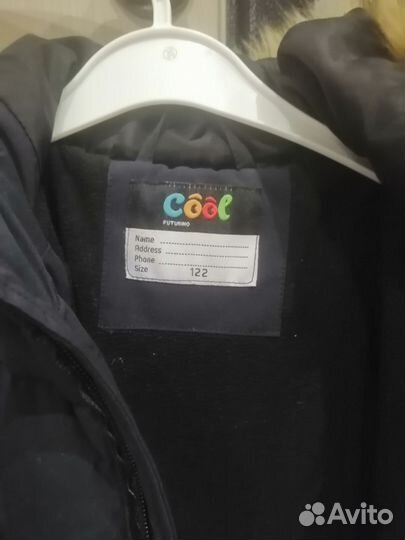 Cool
FUTURINO
Name
Address
Phone
Size 122
Avito